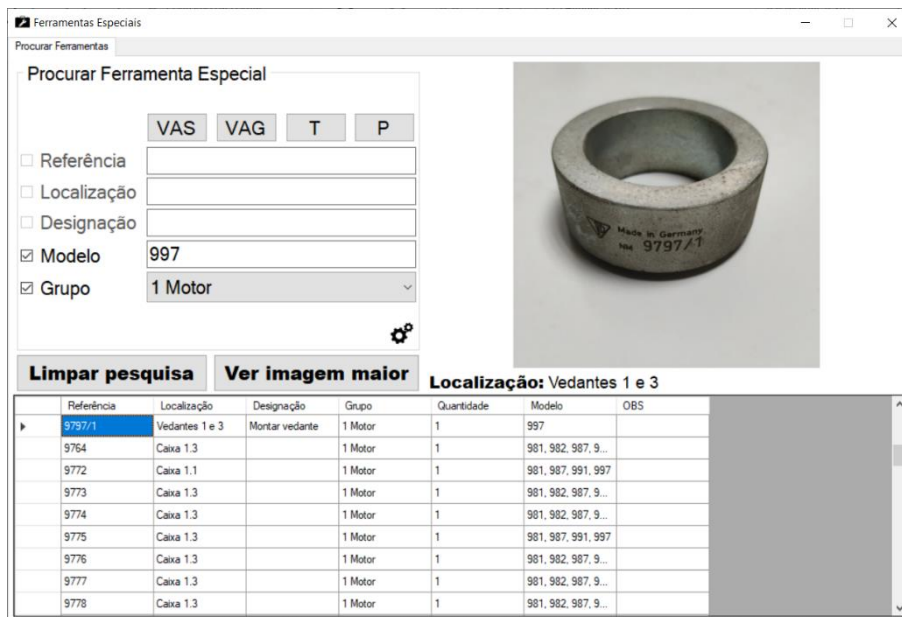 Ferramentas Especiais
Procurar Ferramentas
Procurar Ferramenta Especial
VAS VAG T P
Referência
Localização
Designação
Modelo 997
Grupo 1 Motor
Limpar pesquisa Ver imagem maior
Made in Germany.
NM 9797/1
Localização: Vedantes 1 e 3
Referência Localização Designação Grupo Quantidade Modelo OBS
9797/1 Vedantes 1 e 3 Montar vedante 1 Motor 1 997
9764 Caixa 1.3 1 Motor 1 981, 982, 987, 9...
9772 Caixa 1.1 1 Motor 1 981, 987, 991, 997
9773 Caixa 1.3 1 Motor 1 981, 982, 987, 9...
9774 Caixa 1.3 1 Motor 1 981, 982, 987, 9...
9775 Caixa 1.3 1 Motor 1 981, 987, 991, 997
9776 Caixa 1.3 1 Motor 1 981, 982, 987, 9...
9777 Caixa 1.3 1 Motor 1 981, 982, 987, 9...
9778 Caixa 1.3 1 Motor 1 981, 982, 987, 9...